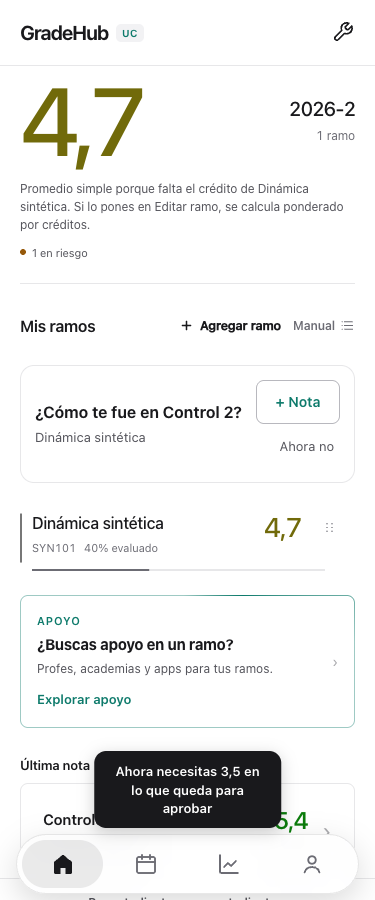 GradeHub UC
4,7
2026-2
1 ramo
Promedio simple porque falta el crédito de Dinámica
sintética. Si lo pones en Editar ramo, se calcula ponderado
por créditos.
1 en riesgo
Mis ramos
+ Agregar ramo
Manual
¿Cómo te fue en Control 2?
Dinámica sintética
+ Nota
Ahora no
Dinámica sintética
4,7
SYN101 40% evaluado
APOYO
¿Buscas apoyo en un ramo?
Profes, academias y apps para tus ramos.
Explorar apoyo
Última nota
Ahora necesitas 3,5 en
lo que queda para
aprobar
Control
5,4